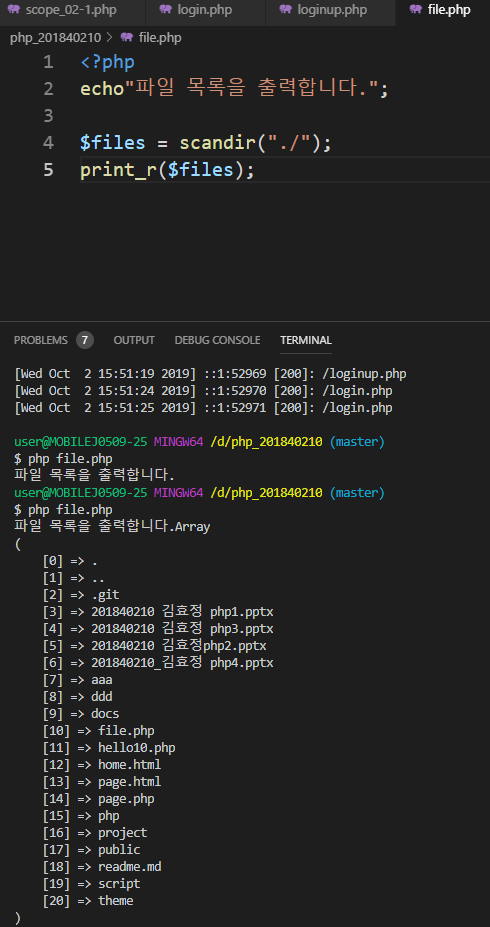 scope_02-1.php login.php loginup.php file.php
php_201840210 > file.php
1 <?php
2 echo"파일 목록을 출력합니다.";
3
4 $files = scandir("./");
5 print_r($files);
PROBLEMS 7 OUTPUT DEBUG CONSOLE TERMINAL
[Wed Oct  2 15:51:19 2019] ::1:52969 [200]: /loginup.php
[Wed Oct  2 15:51:24 2019] ::1:52970 [200]: /login.php
[Wed Oct  2 15:51:25 2019] ::1:52971 [200]: /login.php
user@MOBILEJ0509-25 MINGW64 /d/php_201840210 (master)
$ php file.php
파일 목록을 출력합니다.
user@MOBILEJ0509-25 MINGW64 /d/php_201840210 (master)
$ php file.php
파일 목록을 출력합니다.Array
(
[0] => .
[1] => ..
[2] => .git
[3] => 201840210 김효정 php1.pptx
[4] => 201840210 김효정 php3.pptx
[5] => 201840210 김효정php2.pptx
[6] => 201840210_김효정 php4.pptx
[7] => aaa
[8] => ddd
[9] => docs
[10] => file.php
[11] => hello10.php
[12] => home.html
[13] => page.html
[14] => page.php
[15] => php
[16] => project
[17] => public
[18] => readme.md
[19] => script
[20] => theme
)